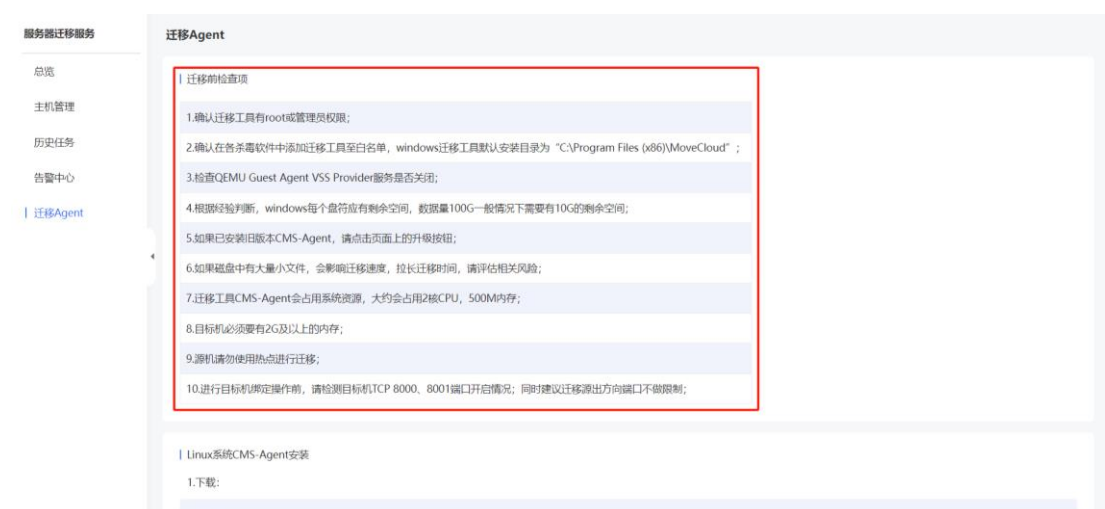 服务器迁移服务
总览
主机管理
历史任务
告警中心
迁移Agent
迁移Agent
迁移前检查项
1.确认迁移工具有root或管理员权限;
2.确认在各杀毒软件中添加迁移工具至白名单，windows迁移工具默认安装目录为“C:\Program Files (x86)\MoveCloud”;
3.检查QEMU Guest Agent VSS Provider服务是否关闭;
4.根据经验判断，windows每个盘符应有剩余空间，数据量100G一般情况下需要有10G的剩余空间;
5.如果已安装旧版本CMS-Agent，请点击页面上的升级按钮;
6.如果磁盘中有大量小文件，会影响迁移速度，拉长迁移时间，请评估相关风险;
7.迁移工具CMS-Agent会占用系统资源，大约会占用2核CPU，500M内存;
8.目标机必须要有2G及以上的内存;
9.源机请勿使用热点进行迁移;
10.进行目标机绑定操作前，请检测目标机TCP 8000、8001端口开启情况；同时建议迁移源出方向端口不做限制;
Linux系统CMS-Agent安装
1.下载: